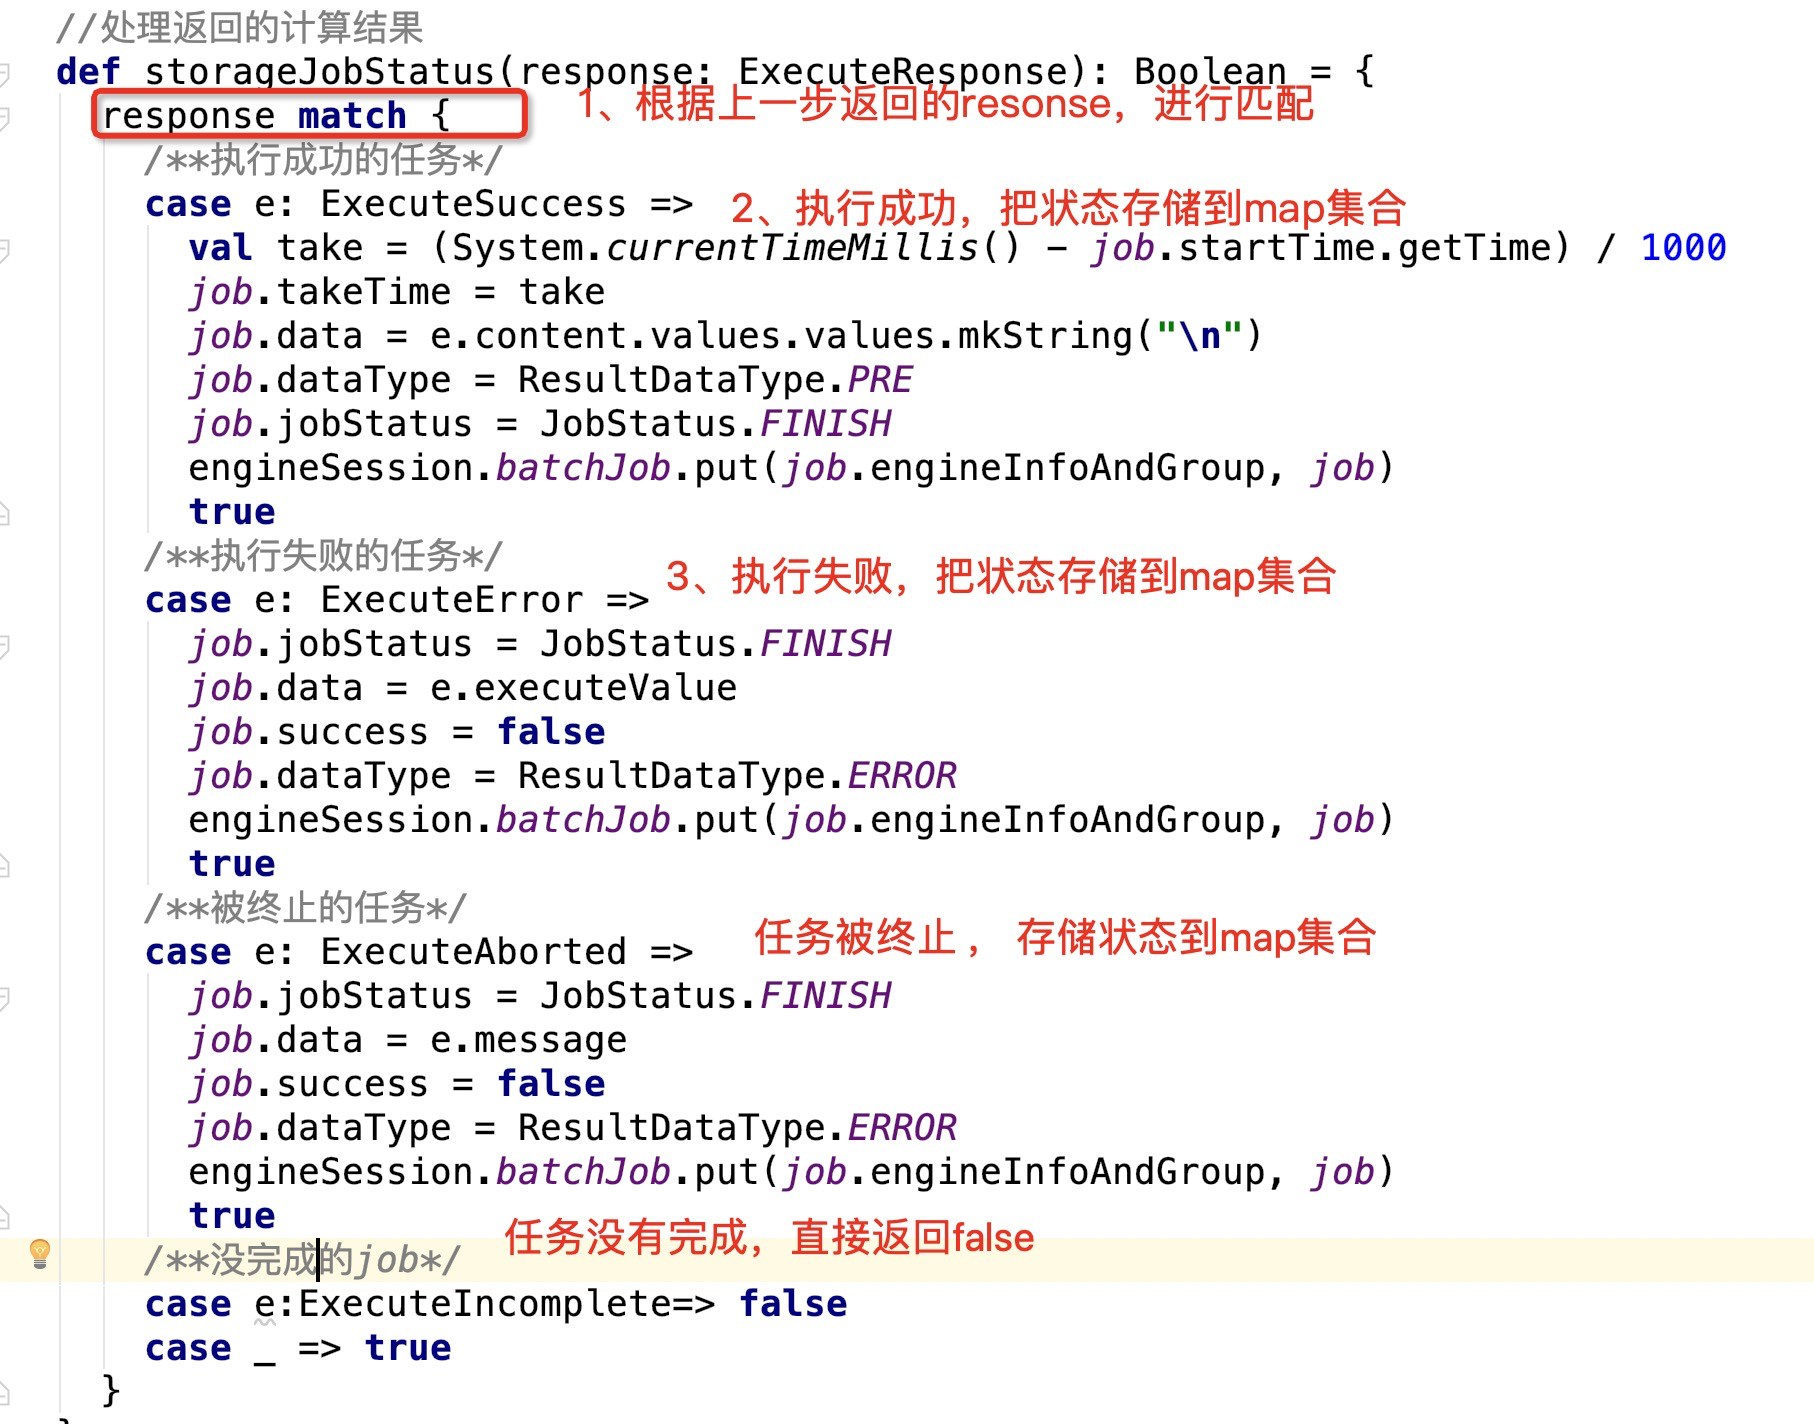 //处理返回的计算结果
def storageJobStatus(response: ExecuteResponse): Boolean = {
response match {
1、根据上一步返回的resonse，进行匹配
/**执行成功的任务*/
case e: ExecuteSuccess =>
2、执行成功，把状态存储到map集合
val take = (System.currentTimeMillis() - job.startTime.getTime) / 1000
job.takeTime = take
job.data = e.content.values.values.mkString("\n")
job.dataType = ResultDataType.PRE
job.jobStatus = JobStatus.FINISH
engineSession.batchJob.put(job.engineInfoAndGroup, job)
true
/**执行失败的任务*/
3、执行失败，把状态存储到map集合
case e: ExecuteError =>
job.jobStatus = JobStatus.FINISH
job.data = e.executeValue
job.success = false
job.dataType = ResultDataType.ERROR
engineSession.batchJob.put(job.engineInfoAndGroup, job)
true
/**被终止的任务*/
任务被终止， 存储状态到map集合
case e: ExecuteAborted =>
job.jobStatus = JobStatus.FINISH
job.data = e.message
job.success = false
job.dataType = ResultDataType.ERROR
engineSession.batchJob.put(job.engineInfoAndGroup, job)
true
任务没有完成，直接返回false
/**没完成的job*/
case e:ExecuteIncomplete=> false
case _ => true
}